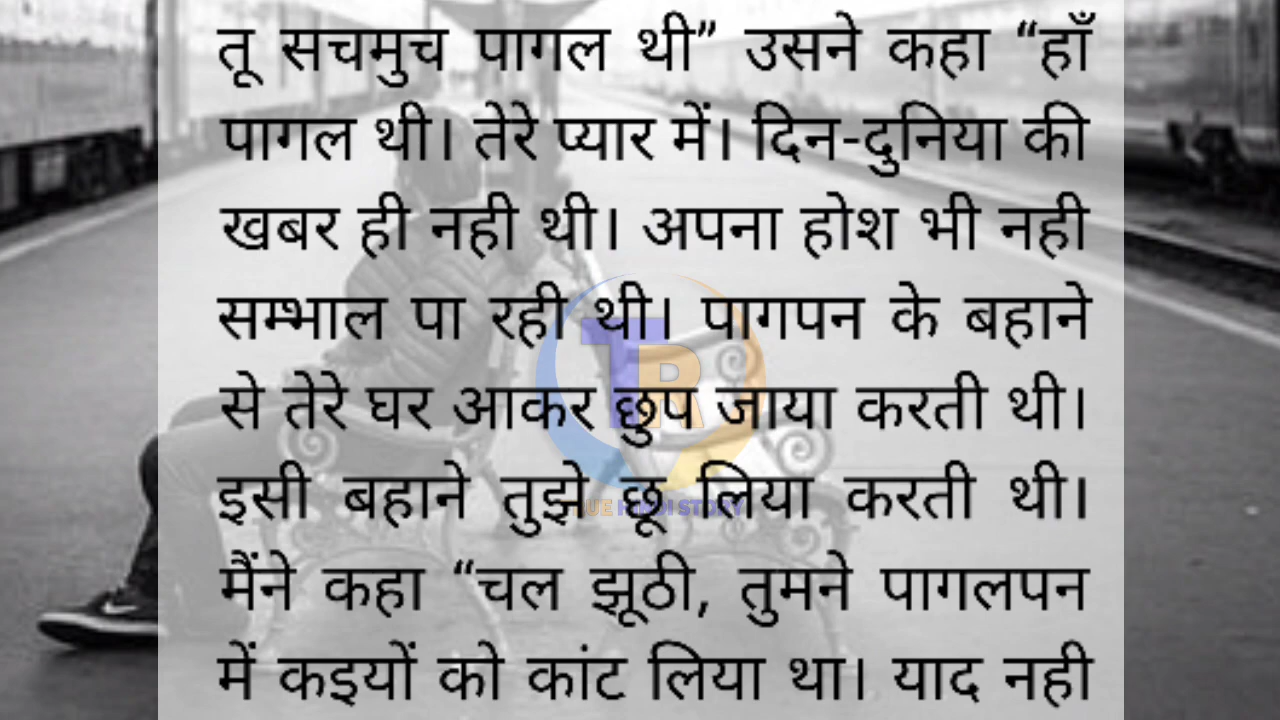 तू सचमुच पागल थी” उसने कहा “हाँ
पागल थी। तेरे प्यार में। दिन-दुनिया की
खबर ही नही थी। अपना होश भी नही
सम्भाल पा रही थी। पागपन के बहाने
से तेरे घर आकर छुप जाया करती थी।
इसी बहाने तुझे छू लिया करती थी।
मैंने कहा “चल झूठी, तुमने पागलपन
में कइयों को कांट लिया था। याद नही
TR